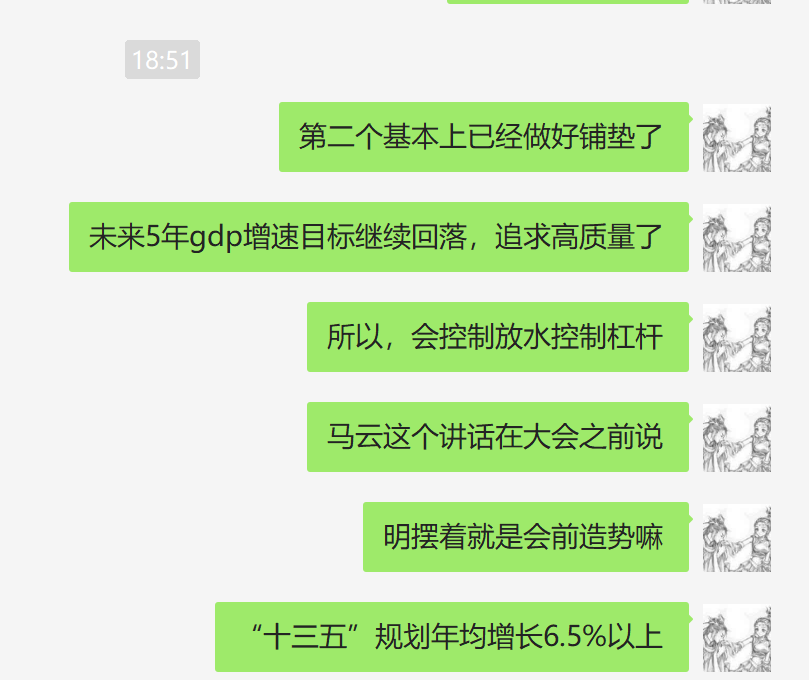 18:51
第二个基本上已经做好铺垫了
未来5年gdp增速目标继续回落，追求高质量了
所以，会控制放水控制杠杆
马云这个讲话在大会之前说
明摆着就是会前造势嘛
“十三五”规划年均增长6.5%以上